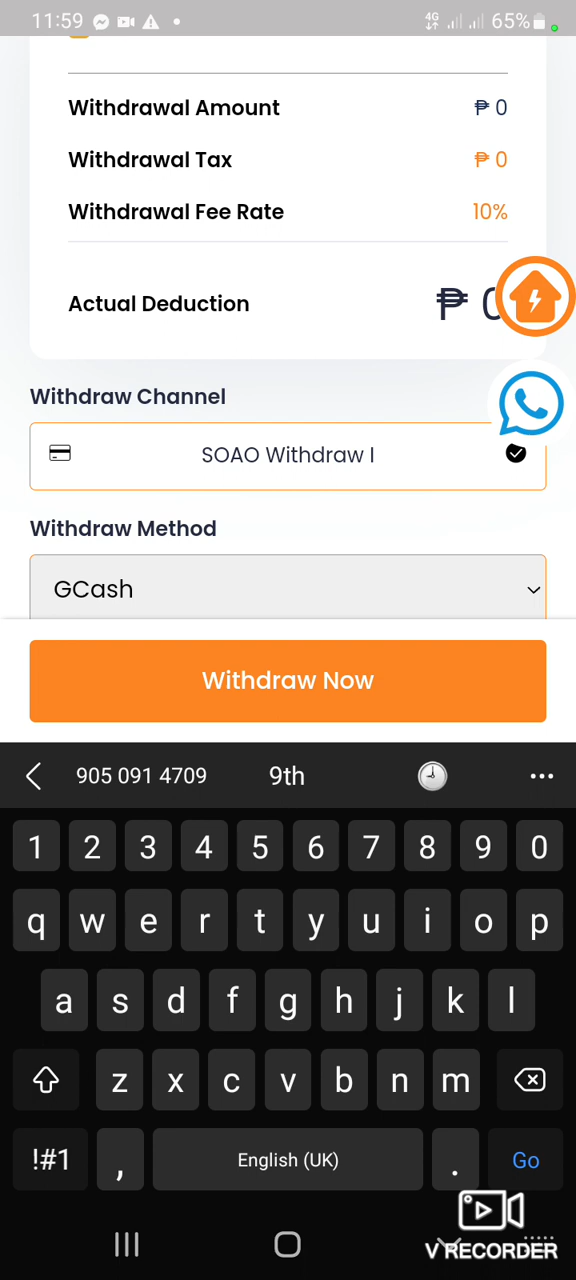 11:59 4G 65%
Withdrawal Amount ₱ 0
Withdrawal Tax ₱ 0
Withdrawal Fee Rate 10%
Actual Deduction ₱ 0
Withdraw Channel
SOAO Withdraw I
Withdraw Method
GCash
Withdraw Now
905 091 4709 9th
1 2 3 4 5 6 7 8 9 0
q w e r t y u i o p
a s d f g h j k l
z x c v b n m
!#1 , English (UK) . Go
V RECORDER